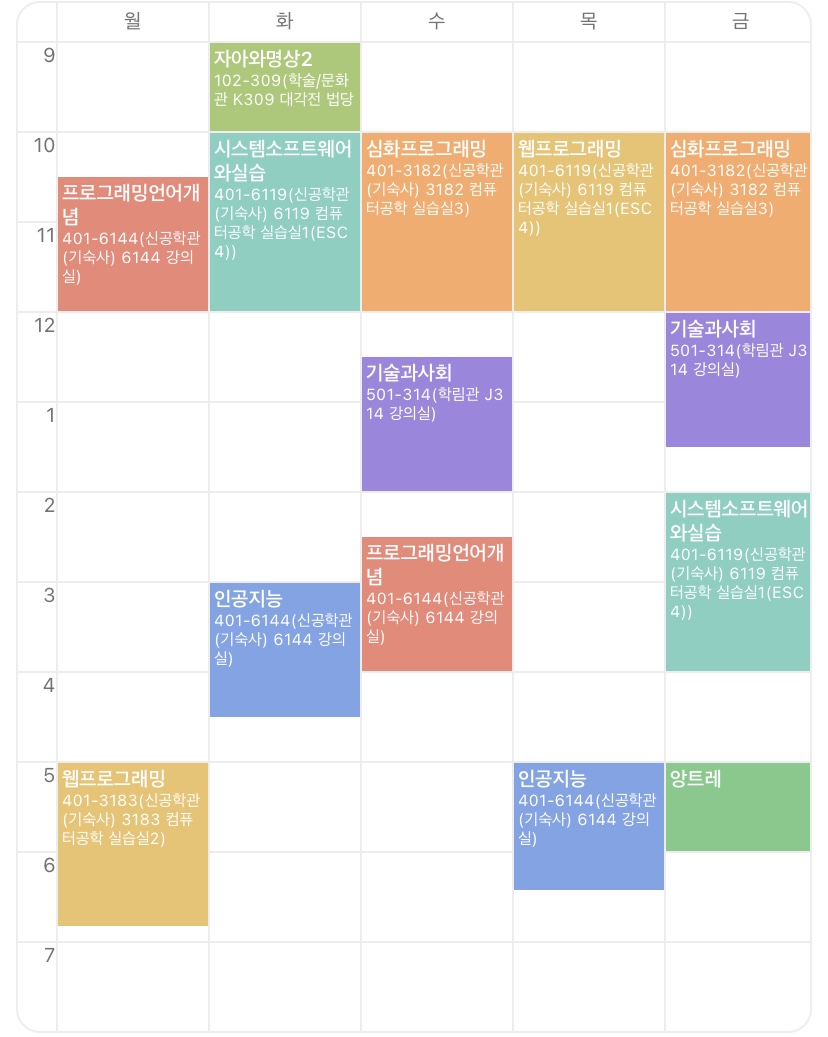 월 화 수 목 금
9
자아와명상2
102-309(학술/문화
관 K309 대각전 법당
10
시스템소프트웨어
와실습
401-6119(신공학관
(기숙사) 6119 컴퓨
터공학 실습실1(ESC
4))
심화프로그래밍
401-3182(신공학관
(기숙사) 3182 컴퓨
터공학 실습실3)
웹프로그래밍
401-6119(신공학관
(기숙사) 6119 컴퓨
터공학 실습실1(ESC
4))
심화프로그래밍
401-3182(신공학관
(기숙사) 3182 컴퓨
터공학 실습실3)
프로그래밍언어개
념
401-6144(신공학관
(기숙사) 6144 강의
실)
11
12
기술과사회
501-314(학림관 J3
14 강의실)
기술과사회
501-314(학림관 J3
14 강의실)
1
2
시스템소프트웨어
와실습
401-6119(신공학관
(기숙사) 6119 컴퓨
터공학 실습실1(ESC
4))
프로그래밍언어개
념
401-6144(신공학관
(기숙사) 6144 강의
실)
3
인공지능
401-6144(신공학관
(기숙사) 6144 강의
실)
4
5
웹프로그래밍
401-3183(신공학관
(기숙사) 3183 컴퓨
터공학 실습실2)
인공지능
401-6144(신공학관
(기숙사) 6144 강의
실)
앙트레
6
7